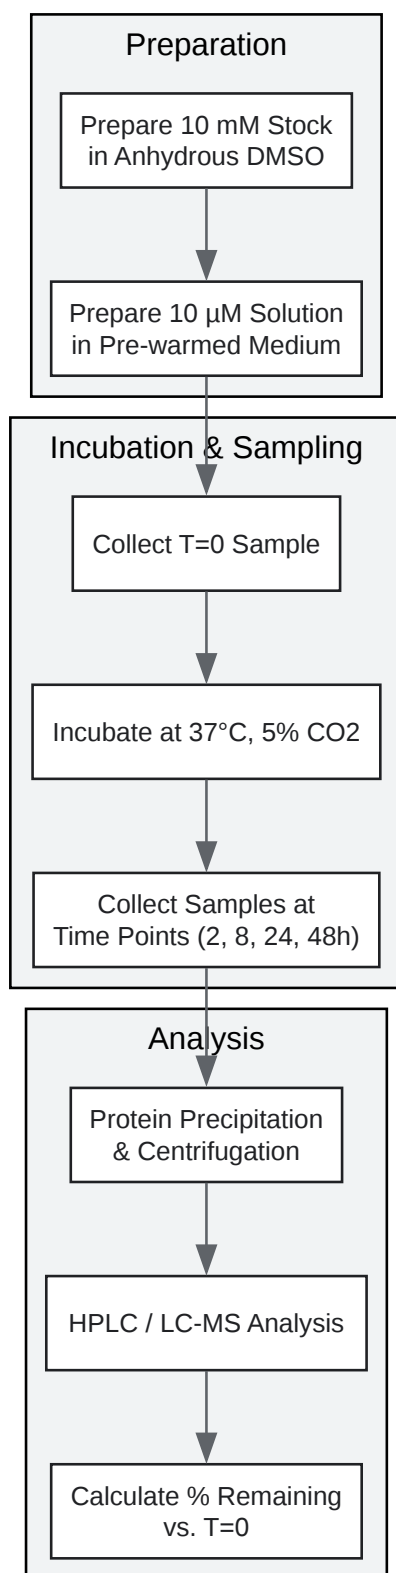 Preparation
Prepare 10 mM Stock
in Anhydrous DMSO
Prepare 10 µM Solution
in Pre-warmed Medium
Incubation & Sampling
Collect T=0 Sample
Incubate at 37°C, 5% CO2
Collect Samples at
Time Points (2, 8, 24, 48h)
Analysis
Protein Precipitation
& Centrifugation
HPLC / LC-MS Analysis
Calculate % Remaining
vs. T=0